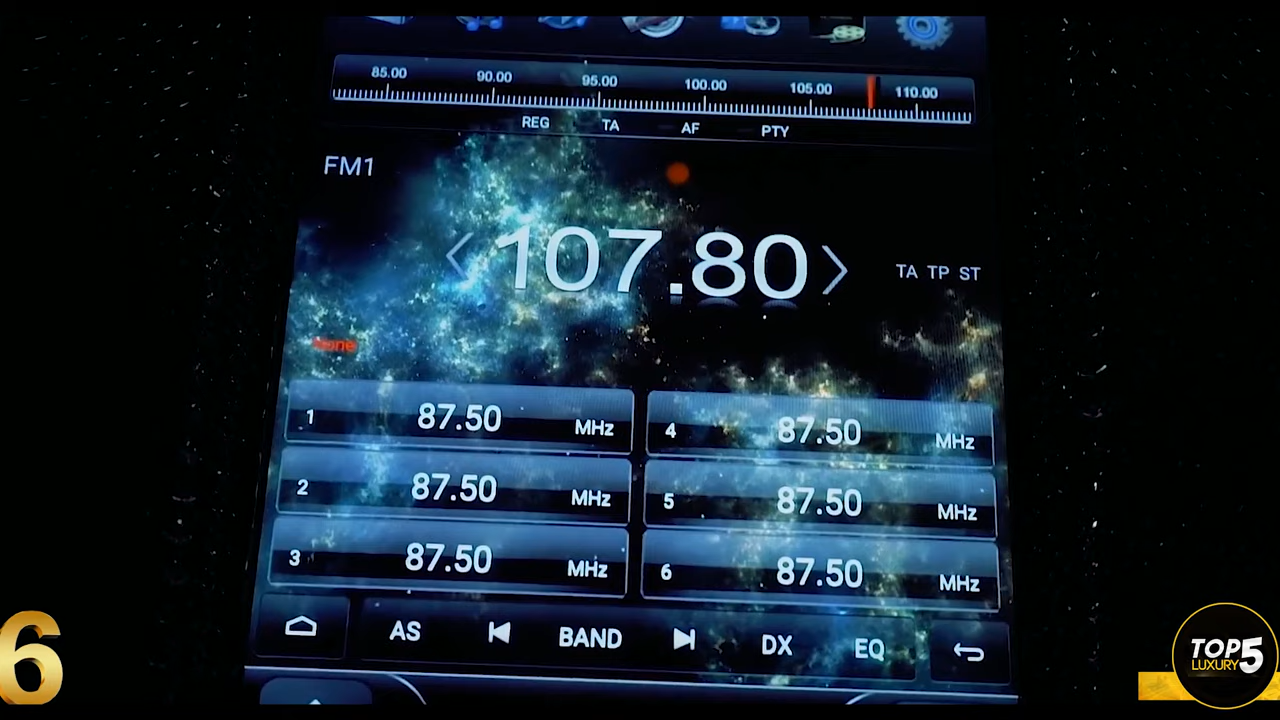 85.00 90.00 95.00 100.00 105.00 110.00
REG TA AF PTY
FM1
107.80
TA TP ST
None
1 87.50 MHz
4 87.50 MHz
2 87.50 MHz
5 87.50 MHz
3 87.50 MHz
6 87.50 MHz
AS BAND DX EQ
6
TOP5
LUXURY